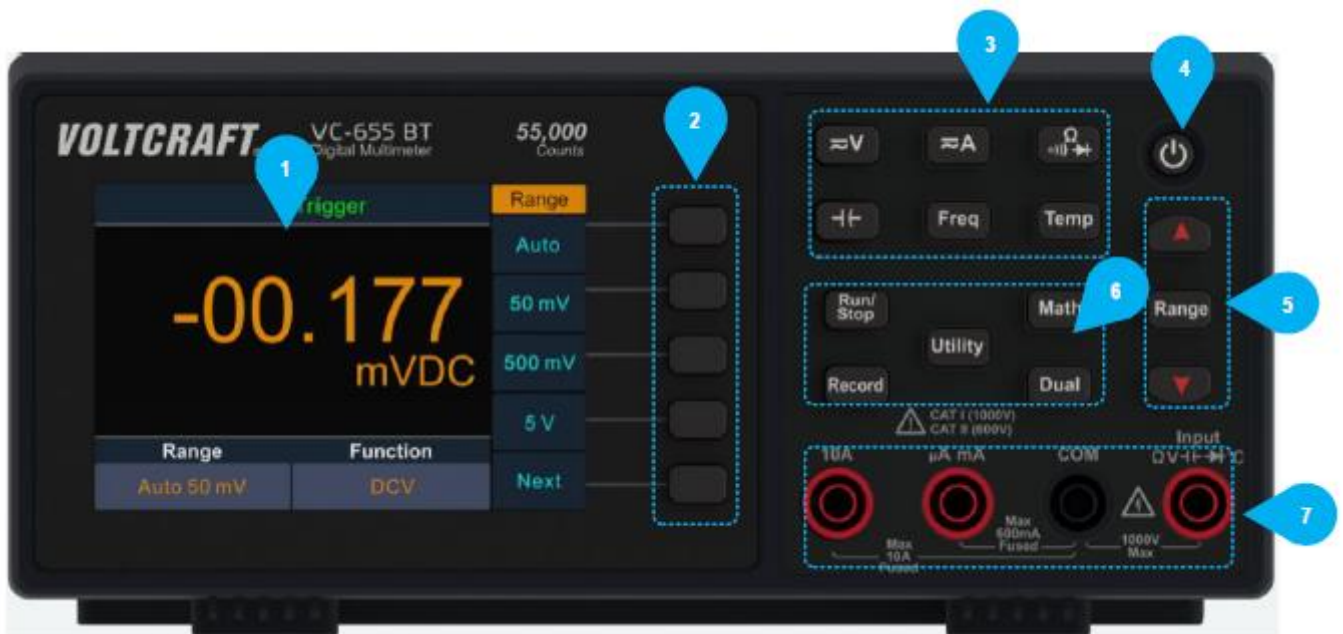 3
4
VOLTCRAFT
VC-655 BT
Digital Multimeter
55,000
Counts
1
2
Trigger
-00.177
mVDC
Range
Auto 50 mV
Function
DCV
Range
Auto
50 mV
500 mV
5 V
Next
≂V
≂A
Ω
Freq
Temp
Run/
Stop
Math
6
Utility
Record
Dual
Range
5
CAT I (1000V)
CAT II (600V)
10A
µA mA
COM
Input
ΩV °C
7
Max
10A
Fused
Max
600mA
Fused
1000V
Max